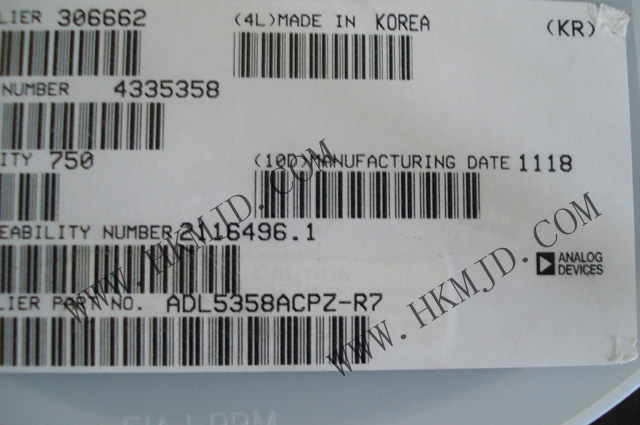 LIER 306662
(4L)MADE IN KOREA
(KR)
NUMBER 4335358
ITY 750
(10D)MANUFACTURING DATE 1118
EABILITY NUMBER 2116496.1
ANALOG
DEVICES
LIER PART NO. ADL5358ACPZ-R7
WWW.HKMJD.COM
WWW.HKMJD.COM